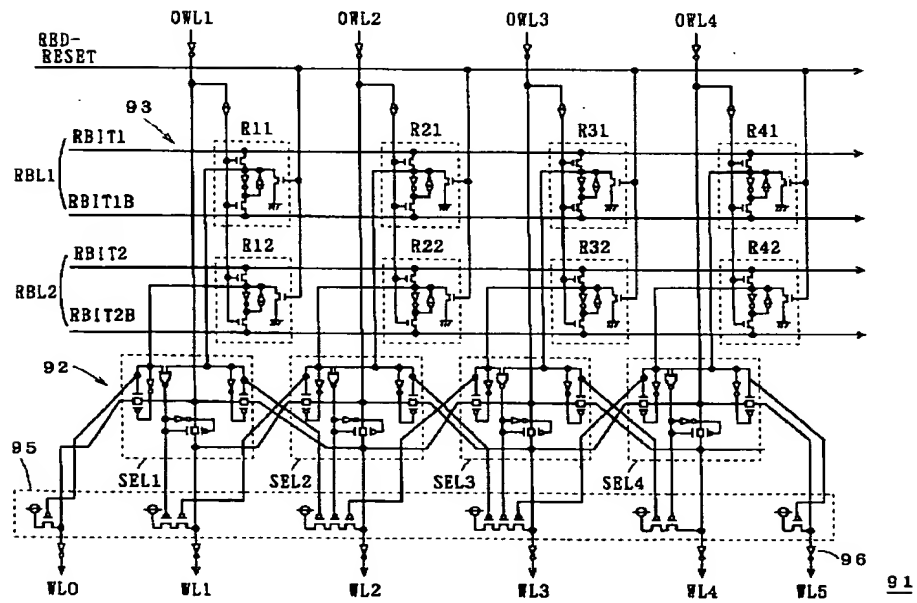 OWL1 OWL2 OWL3 OWL4
RBD-
RESET
93
R11 R21 R31 R41
RBIT1
RBL1
RBIT1B
R12 R22 R32 R42
RBIT2
RBL2
RBIT2B
92
SEL1 SEL2 SEL3 SEL4
95
96
WL0 WL1 WL2 WL3 WL4 WL5
91